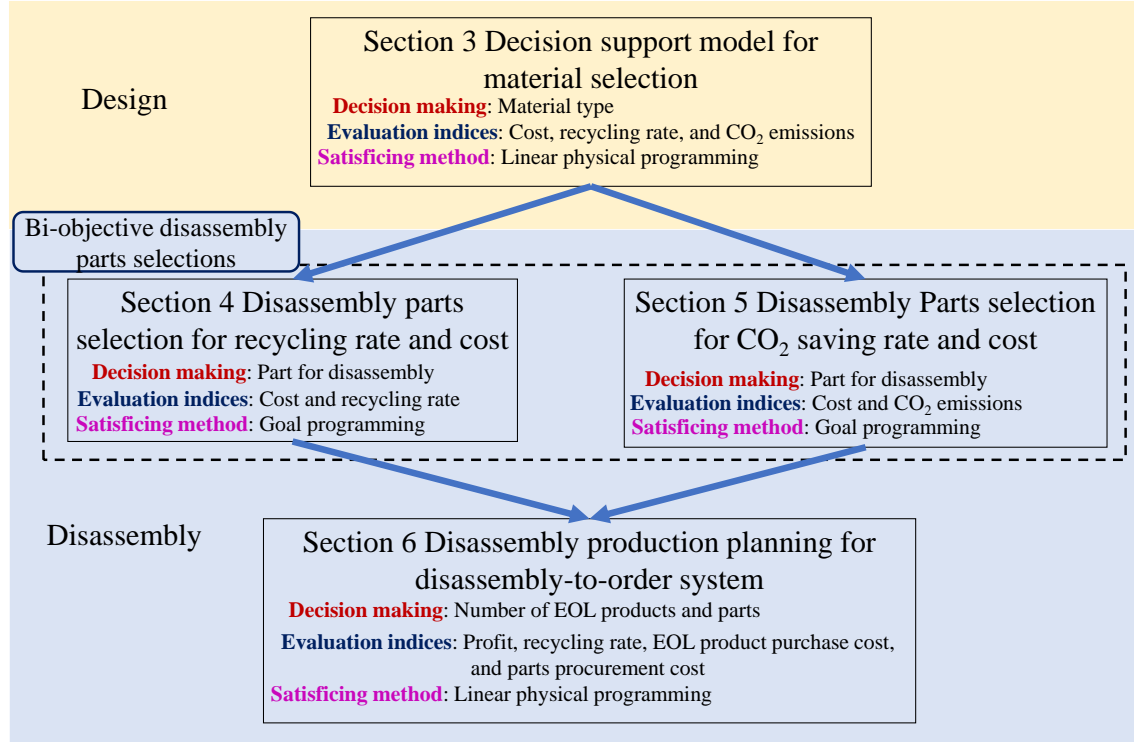 Design
Section 3 Decision support model for
material selection
Decision making: Material type
Evaluation indices: Cost, recycling rate, and CO₂ emissions
Satisficing method: Linear physical programming
Bi-objective disassembly
parts selections
Section 4 Disassembly parts
selection for recycling rate and cost
Decision making: Part for disassembly
Evaluation indices: Cost and recycling rate
Satisficing method: Goal programming
Section 5 Disassembly Parts selection
for CO₂ saving rate and cost
Decision making: Part for disassembly
Evaluation indices: Cost and CO₂ emissions
Satisficing method: Goal programming
Disassembly
Section 6 Disassembly production planning for
disassembly-to-order system
Decision making: Number of EOL products and parts
Evaluation indices: Profit, recycling rate, EOL product purchase cost,
and parts procurement cost
Satisficing method: Linear physical programming